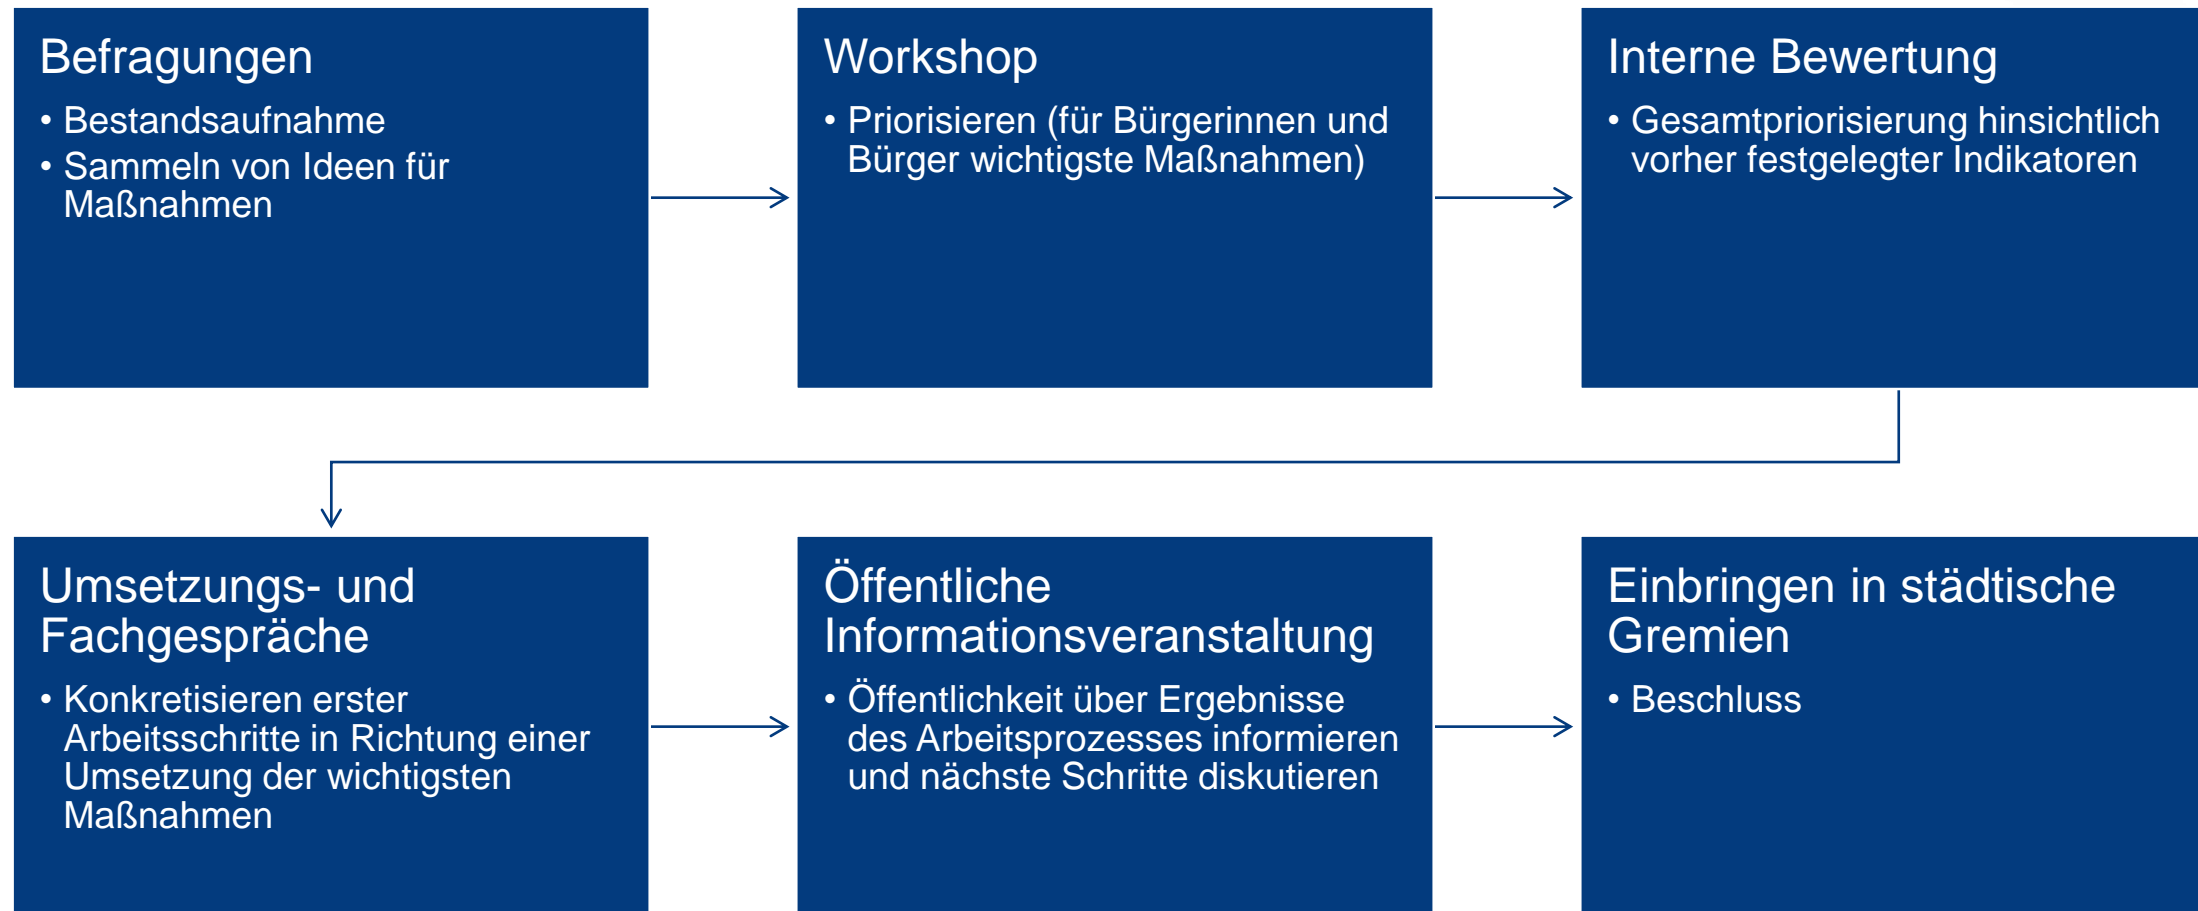 Befragungen
• Bestandsaufnahme
• Sammeln von Ideen für
Maßnahmen
Workshop
• Priorisieren (für Bürgerinnen und
Bürger wichtigste Maßnahmen)
Interne Bewertung
• Gesamtpriorisierung hinsichtlich
vorher festgelegter Indikatoren
Umsetzungs- und
Fachgespräche
• Konkretisieren erster
Arbeitsschritte in Richtung einer
Umsetzung der wichtigsten
Maßnahmen
Öffentliche
Informationsveranstaltung
• Öffentlichkeit über Ergebnisse
des Arbeitsprozesses informieren
und nächste Schritte diskutieren
Einbringen in städtische
Gremien
• Beschluss